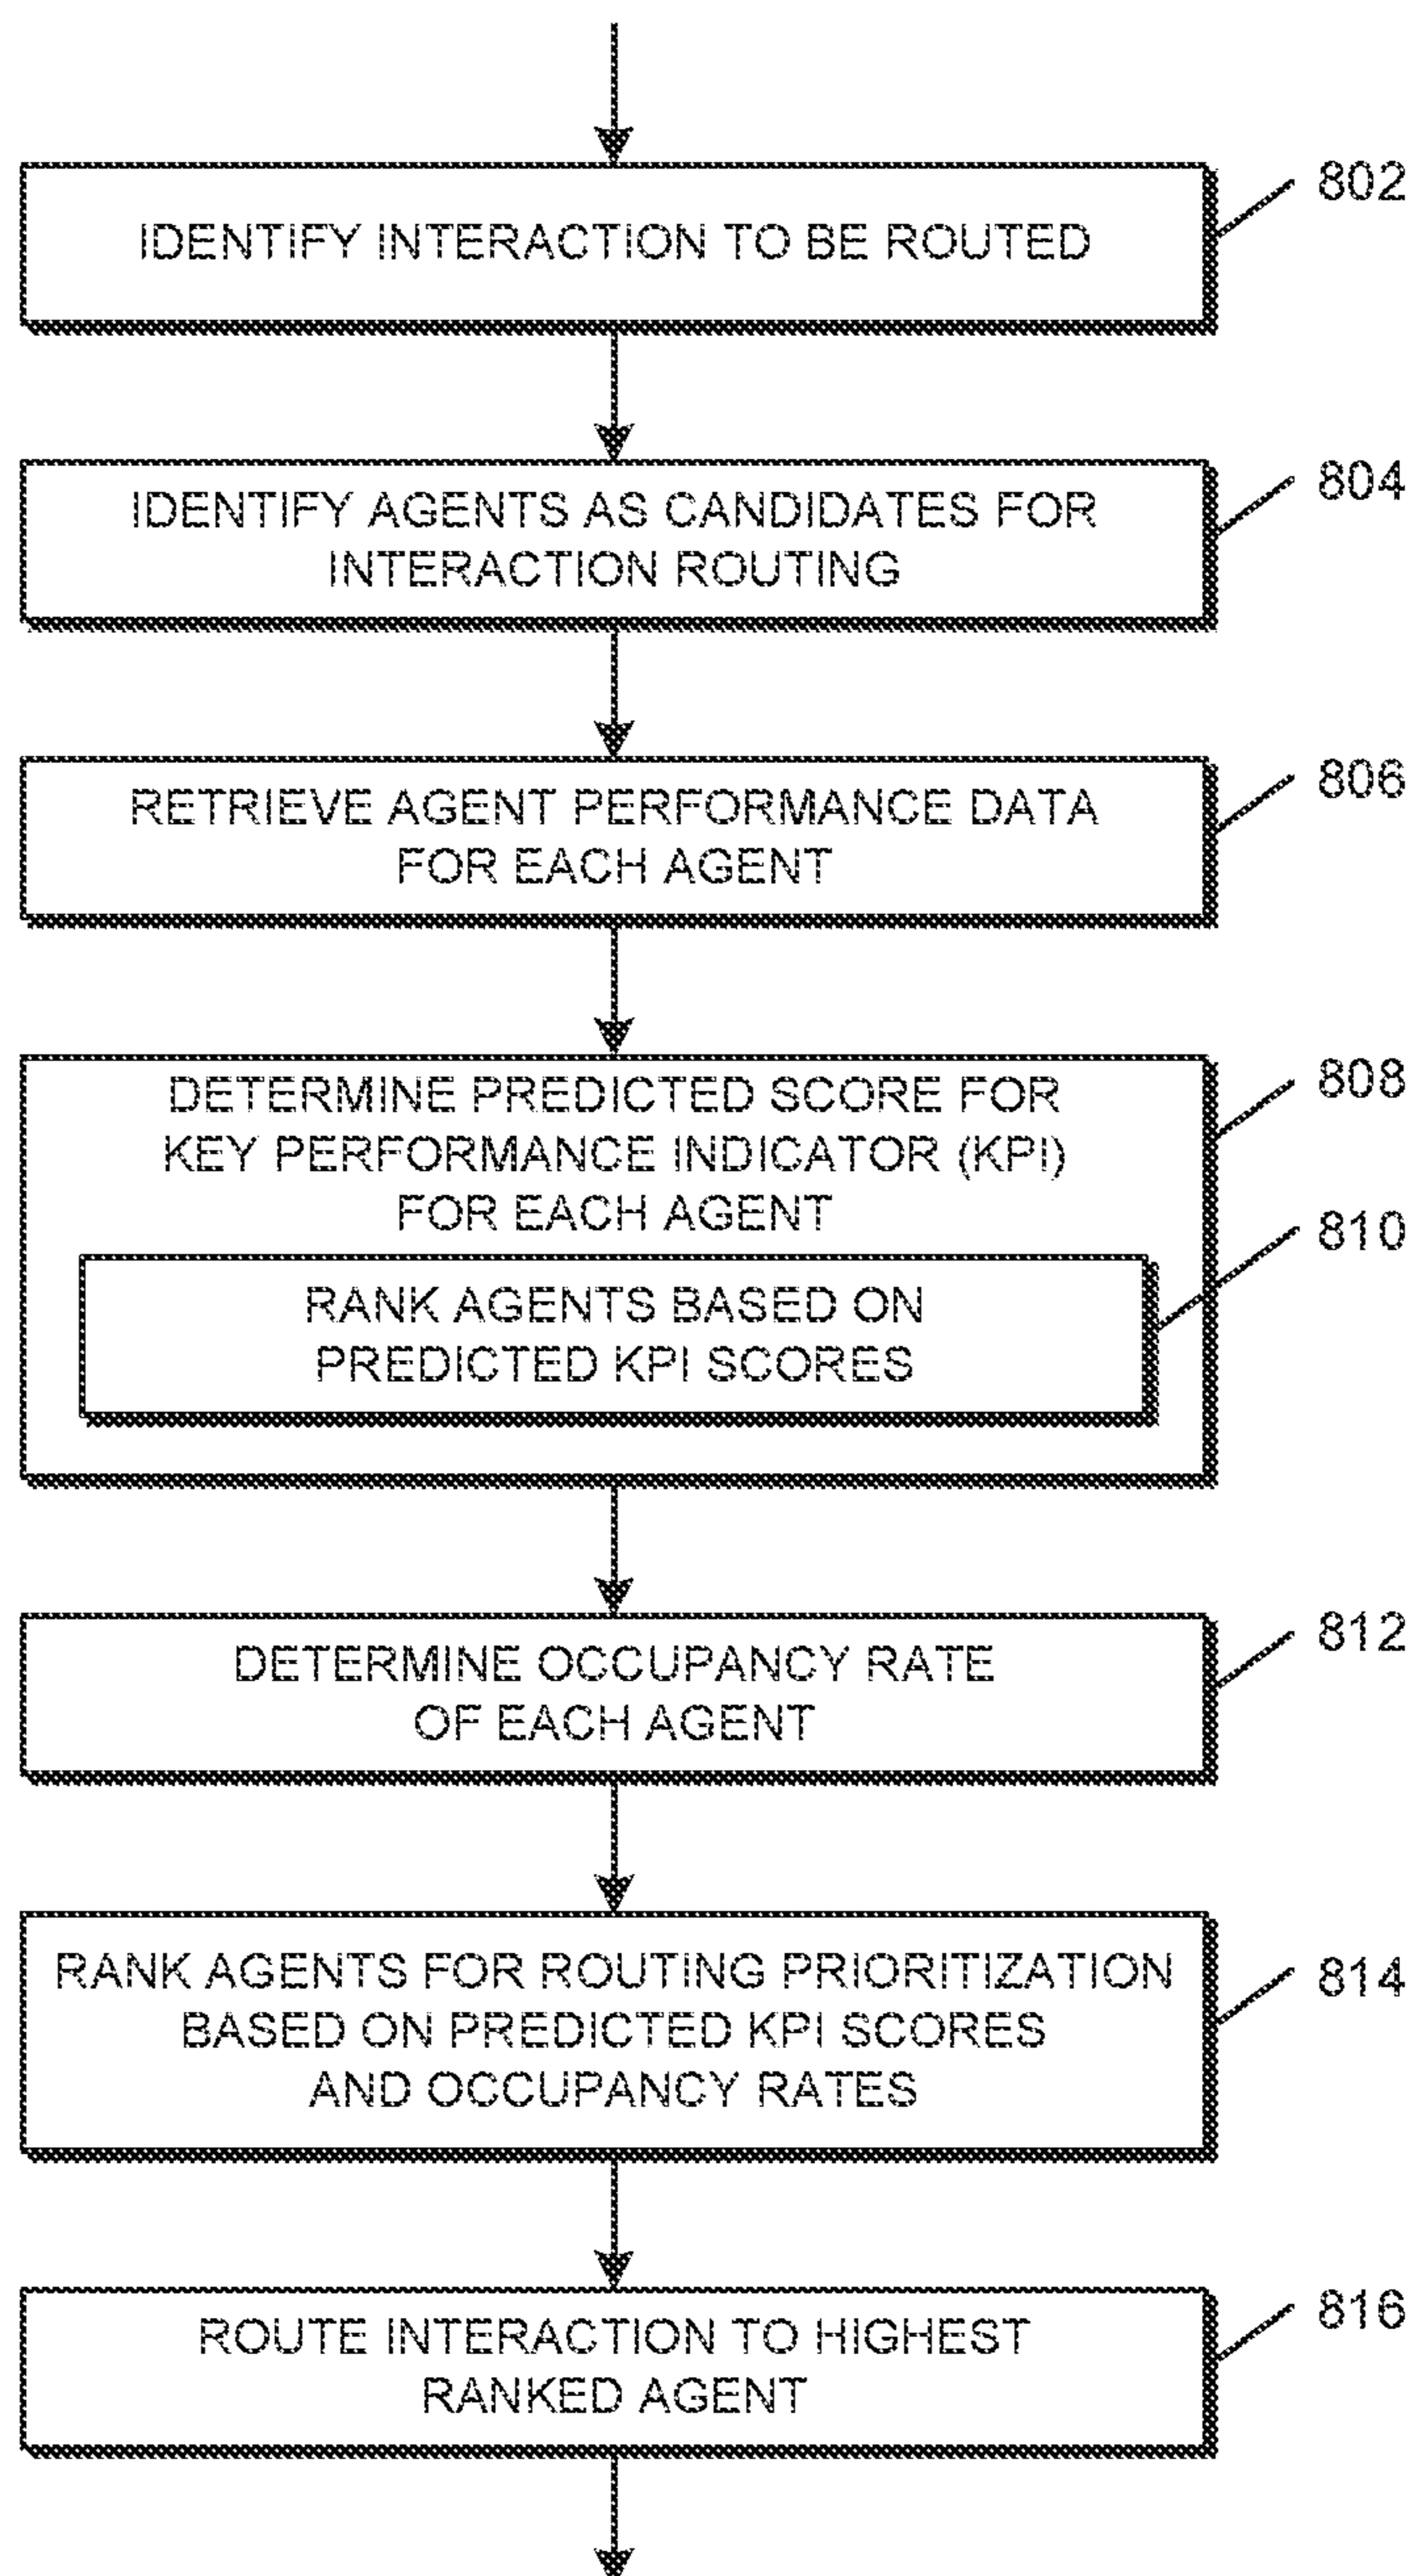 802
IDENTIFY INTERACTION TO BE ROUTED
804
IDENTIFY AGENTS AS CANDIDATES FOR
INTERACTION ROUTING
806
RETRIEVE AGENT PERFORMANCE DATA
FOR EACH AGENT
808
DETERMINE PREDICTED SCORE FOR
KEY PERFORMANCE INDICATOR (KPI)
FOR EACH AGENT
810
RANK AGENTS BASED ON
PREDICTED KPI SCORES
812
DETERMINE OCCUPANCY RATE
OF EACH AGENT
814
RANK AGENTS FOR ROUTING PRIORITIZATION
BASED ON PREDICTED KPI SCORES
AND OCCUPANCY RATES
816
ROUTE INTERACTION TO HIGHEST
RANKED AGENT